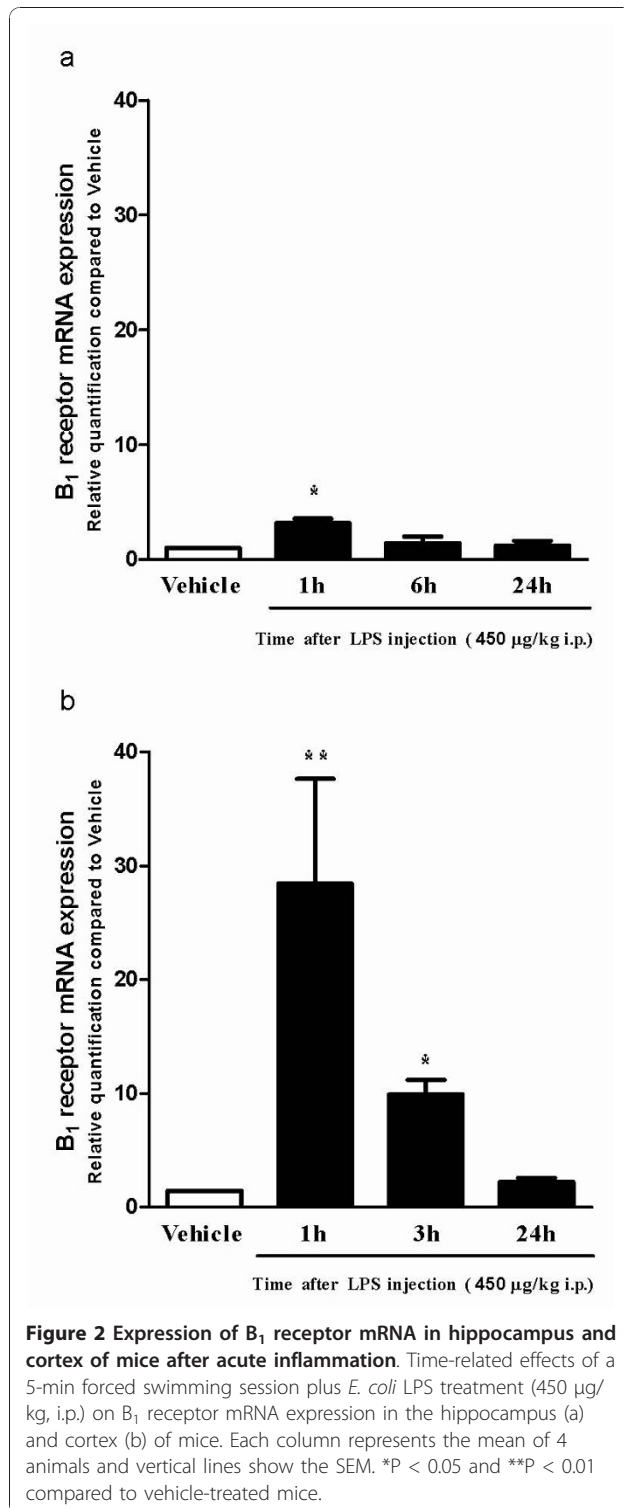 a
B₁ receptor mRNA expression
Relative quantification compared to Vehicle
40
30
20
10
0
*
Vehicle 1h 6h 24h
Time after LPS injection ( 450 µg/kg i.p.)
b
B₁ receptor mRNA expression
Relative quantification compared to Vehicle
40
30
20
10
0
**
*
Vehicle 1h 3h 24h
Time after LPS injection ( 450 µg/kg i.p.)
Figure 2 Expression of B₁ receptor mRNA in hippocampus and
cortex of mice after acute inflammation. Time-related effects of a
5-min forced swimming session plus E. coli LPS treatment (450 µg/
kg, i.p.) on B₁ receptor mRNA expression in the hippocampus (a)
and cortex (b) of mice. Each column represents the mean of 4
animals and vertical lines show the SEM. *P < 0.05 and **P < 0.01
compared to vehicle-treated mice.